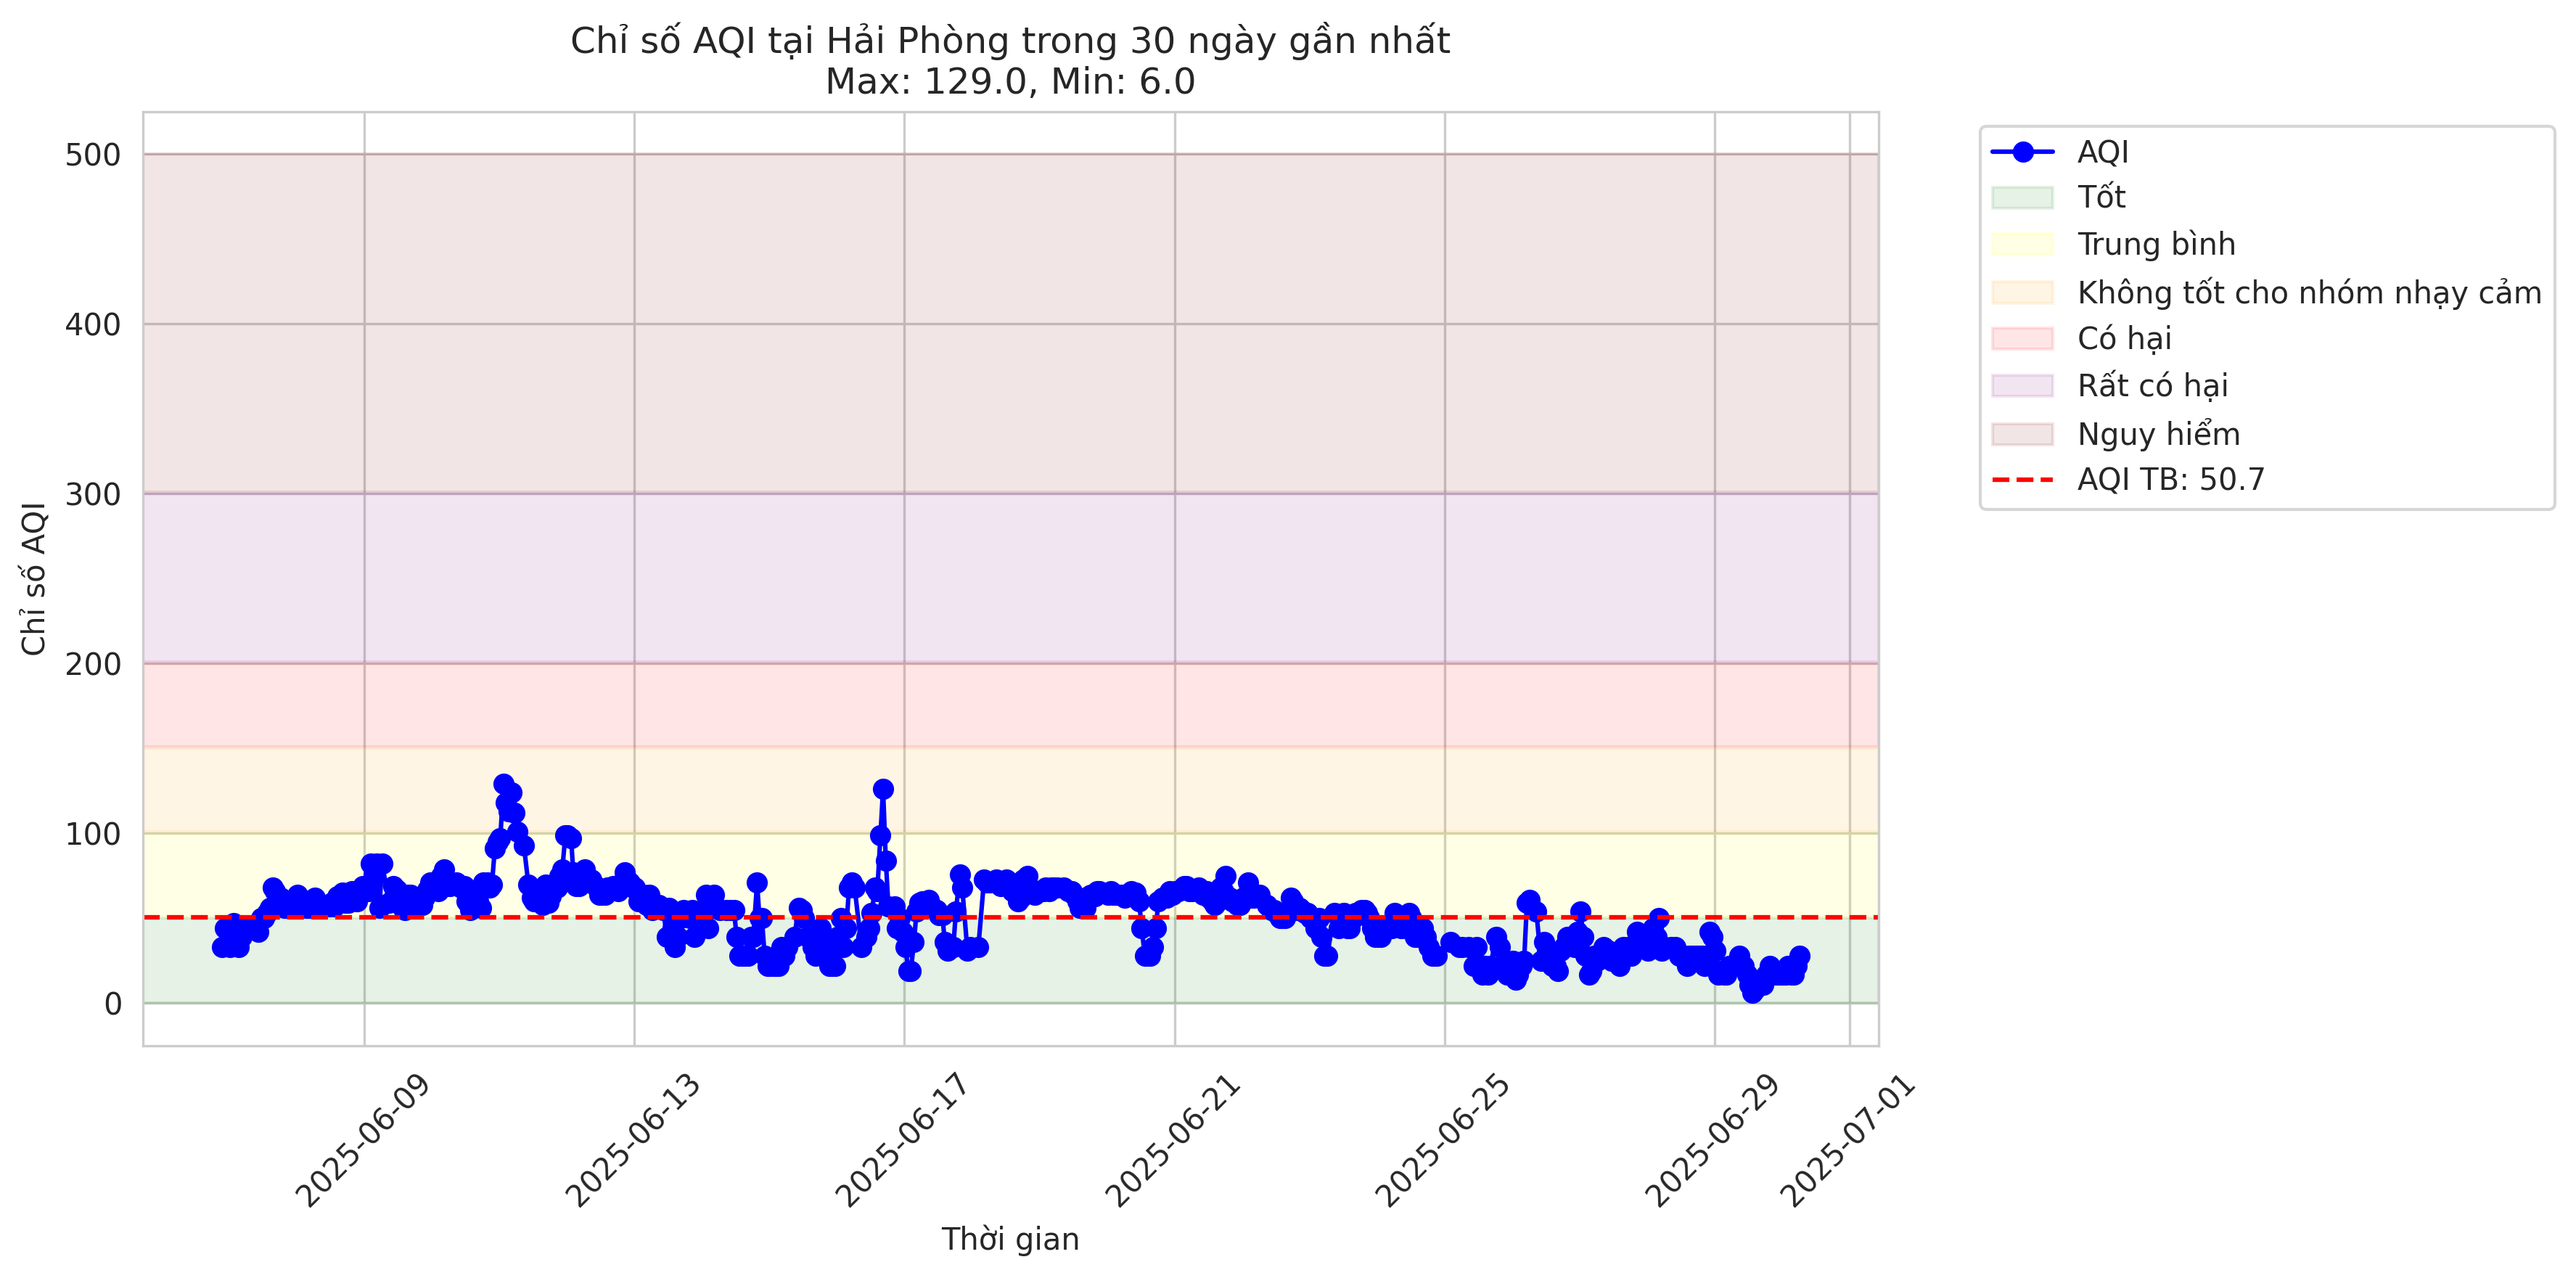 Chỉ số AQI tại Hải Phòng trong 30 ngày gần nhất
Max: 129.0, Min: 6.0
Chỉ số AQI
500
400
300
200
100
0
2025-06-09
2025-06-13
2025-06-17
2025-06-21
2025-06-25
2025-06-29
2025-07-01
Thời gian
AQI
Tốt
Trung bình
Không tốt cho nhóm nhạy cảm
Có hại
Rất có hại
Nguy hiểm
AQI TB: 50.7